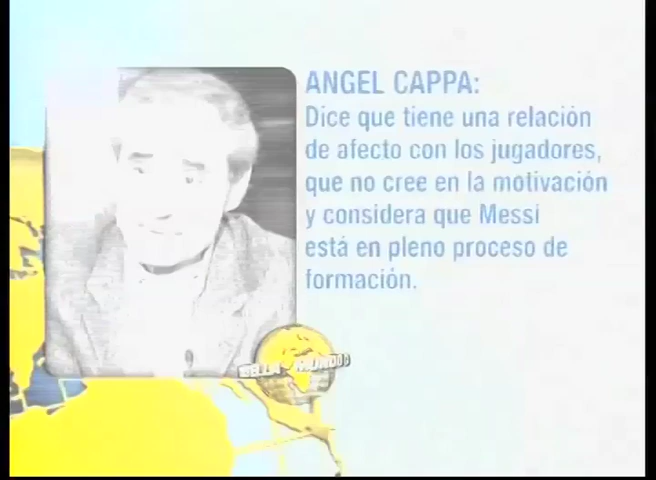 ANGEL CAPPA:
Dice que tiene una relación
de afecto con los jugadores,
que no cree en la motivación
y considera que Messi
está en pleno proceso de
formación.